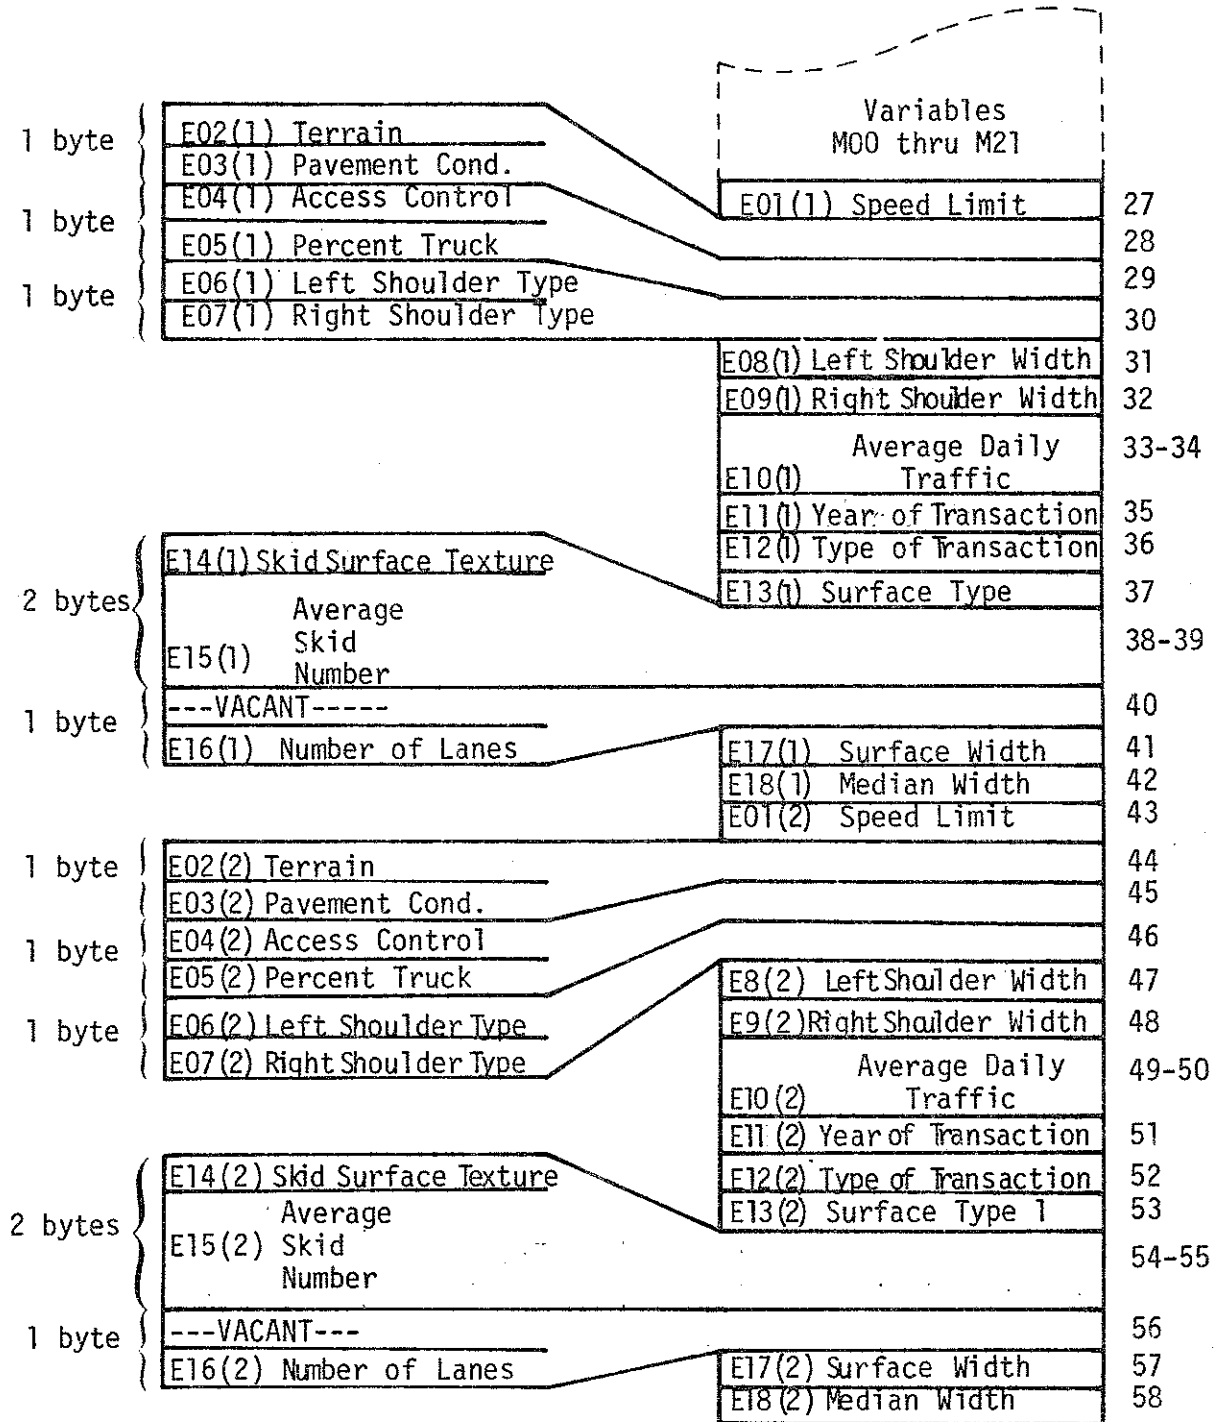 Variables
M00 thru M21
1 byte
E02(1) Terrain
E03(1) Pavement Cond.
E01(1) Speed Limit 27
1 byte
E04(1) Access Control
E05(1) Percent Truck
28
29
1 byte
E06(1) Left Shoulder Type
E07(1) Right Shoulder Type
30
E08(1) Left Shoulder Width 31
E09(1) Right Shoulder Width 32
Average Daily 33-34
E10(1) Traffic
E11(1) Year of Transaction 35
E12(1) Type of Transaction 36
E13(1) Surface Type 37
2 bytes
E14(1) Skid Surface Texture
Average
Skid
E15(1)
Number
38-39
1 byte
---VACANT-----
40
E16(1) Number of Lanes
E17(1) Surface Width 41
E18(1) Median Width 42
E01(2) Speed Limit 43
1 byte
E02(2) Terrain
44
E03(2) Pavement Cond.
45
1 byte
E04(2) Access Control
46
E05(2) Percent Truck
E8(2) Left Shoulder Width 47
1 byte
E06(2) Left Shoulder Type
E9(2) Right Shoulder Width 48
E07(2) Right Shoulder Type
Average Daily 49-50
E10(2) Traffic
E11(2) Year of Transaction 51
E12(2) Type of Transaction 52
E13(2) Surface Type 1 53
2 bytes
E14(2) Skid Surface Texture
Average
E15(2) Skid
Number
54-55
1 byte
---VACANT---
56
E16(2) Number of Lanes
E17(2) Surface Width 57
E18(2) Median Width 58